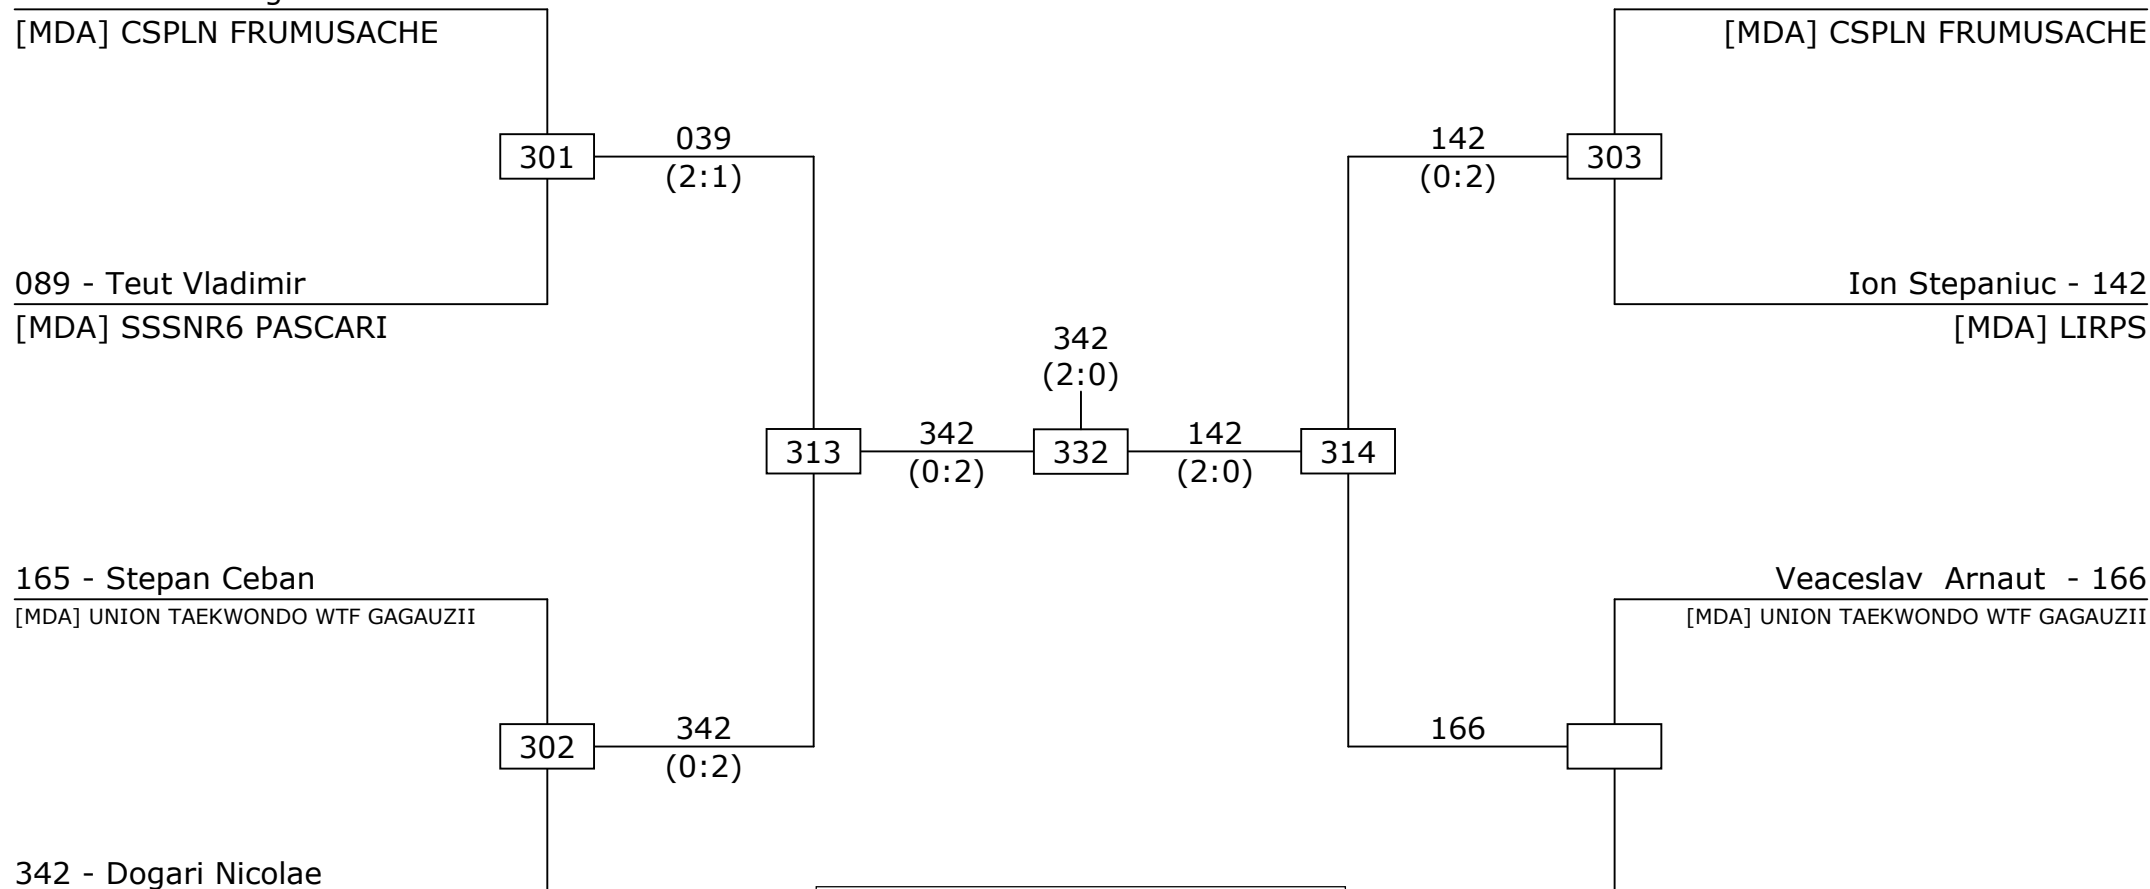 [MDA] CSPLN FRUMUSACHE
[MDA] CSPLN FRUMUSACHE
301
039
(2:1)
142
(0:2)
303
089 - Teut Vladimir
[MDA] SSSNR6 PASCARI
Ion Stepaniuc - 142
[MDA] LIRPS
342
(2:0)
313
342
(0:2)
332
142
(2:0)
314
165 - Stepan Ceban
[MDA] UNION TAEKWONDO WTF GAGAUZII
Veaceslav Arnaut - 166
[MDA] UNION TAEKWONDO WTF GAGAUZII
302
342
(0:2)
166
342 - Dogari Nicolae